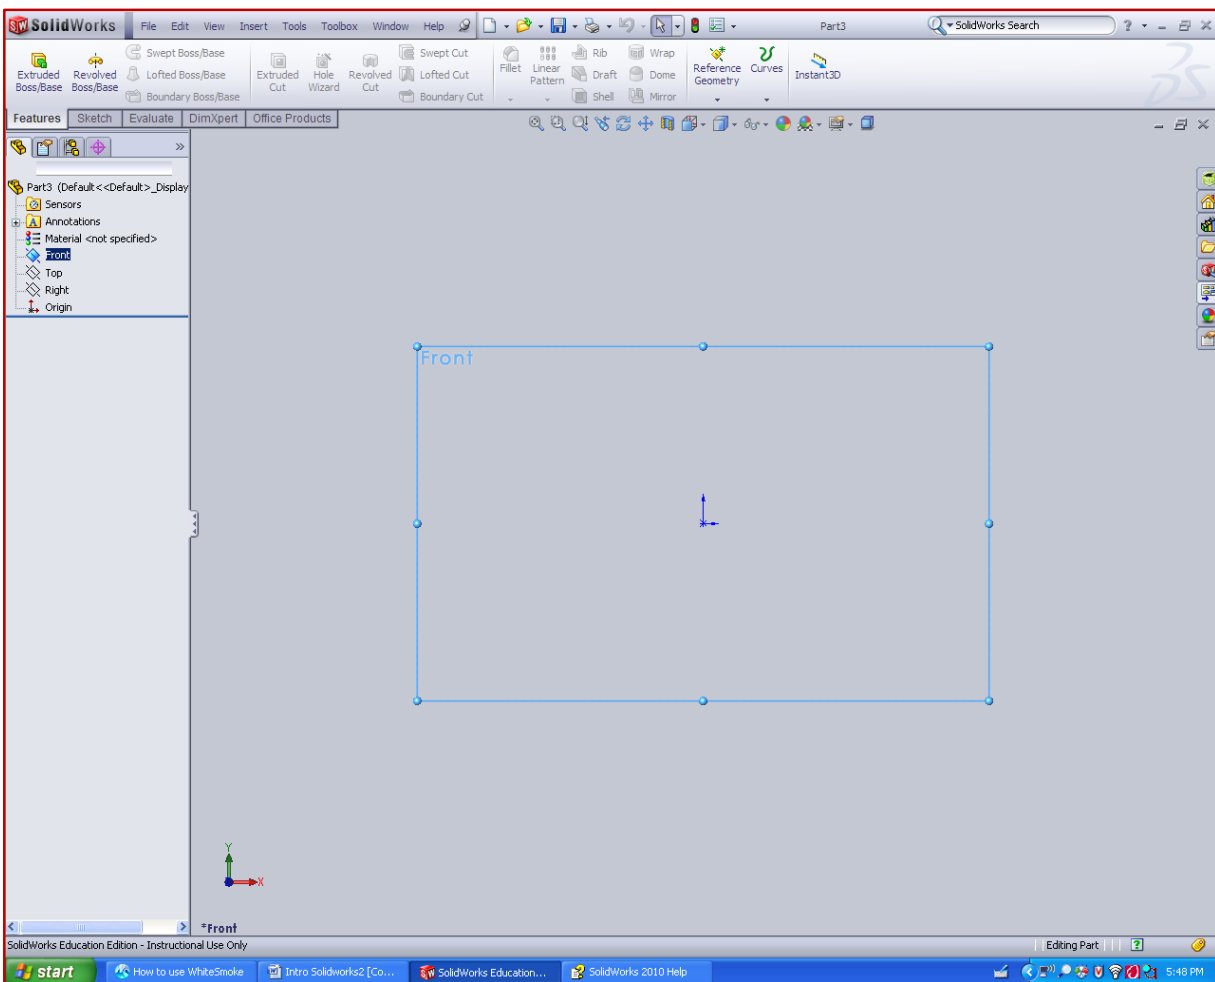 SolidWorks File Edit View Insert Tools Toolbox Window Help Part3 SolidWorks Search ?
Extruded Boss/Base
Revolved Boss/Base
Swept Boss/Base
Lofted Boss/Base
Boundary Boss/Base
Extruded Cut
Hole Wizard
Revolved Cut
Swept Cut
Lofted Cut
Boundary Cut
Fillet
Linear Pattern
Rib
Draft
Shell
Wrap
Dome
Mirror
Reference Geometry
Curves
Instant3D
Features Sketch Evaluate DimXpert Office Products
Part3 (Default<<Default>_Display
Sensors
Annotations
Material <not specified>
Front
Top
Right
Origin
Front
Y
X
*Front
SolidWorks Education Edition - Instructional Use Only Editing Part ?
start How to use WhiteSmoke Intro Solidworks2 [Co... SolidWorks Education... SolidWorks 2010 Help 5:48 PM